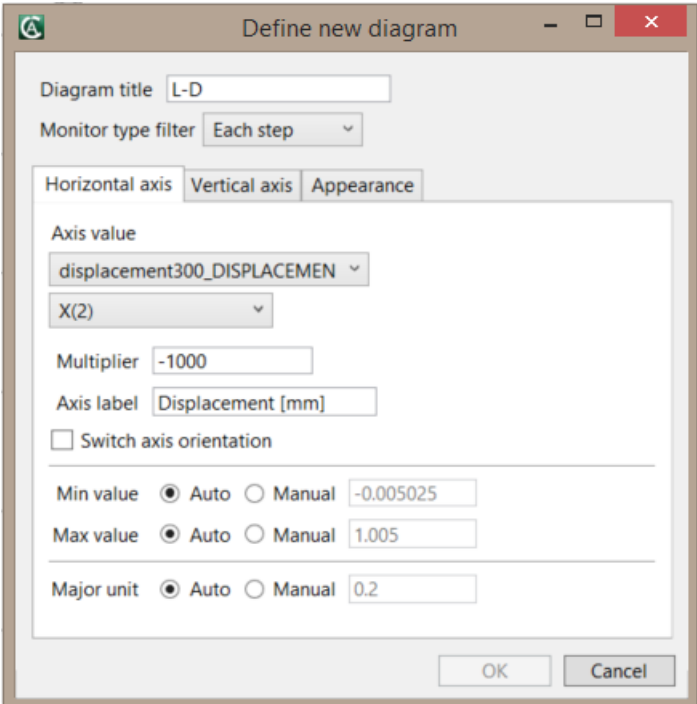 Define new diagram
Diagram title L-D
Monitor type filter Each step
Horizontal axis Vertical axis Appearance
Axis value
displacement300_DISPLACEMEN
X(2)
Multiplier -1000
Axis label Displacement [mm]
Switch axis orientation
Min value Auto Manual -0.005025
Max value Auto Manual 1.005
Major unit Auto Manual 0.2
OK Cancel